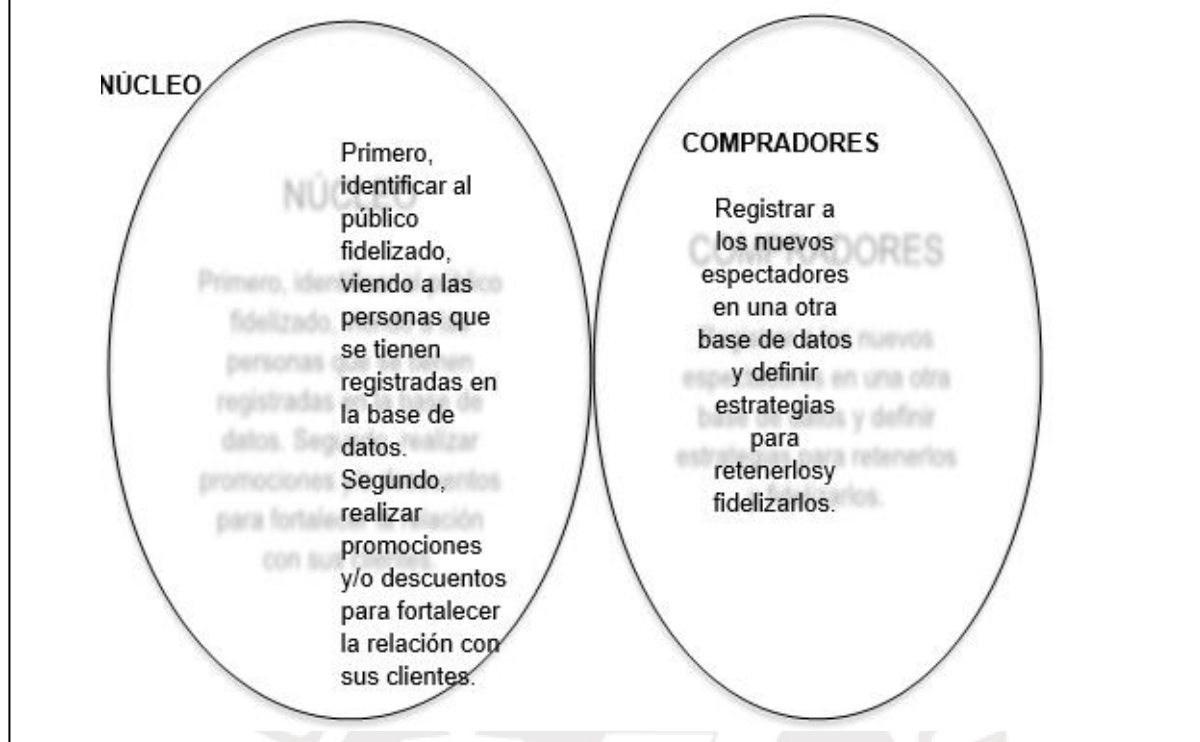 NÚCLEO
Primero,
identificar al
público
fidelizado,
viendo a las
personas que
se tienen
registradas en
la base de
datos.
Segundo,
realizar
promociones
y/o descuentos
para fortalecer
la relación con
sus clientes.
COMPRADORES
Registrar a
los nuevos
espectadores
en una otra
base de datos
y definir
estrategias
para
retenerlosy
fidelizarlos.
NÚCLEO
COMPRADORES